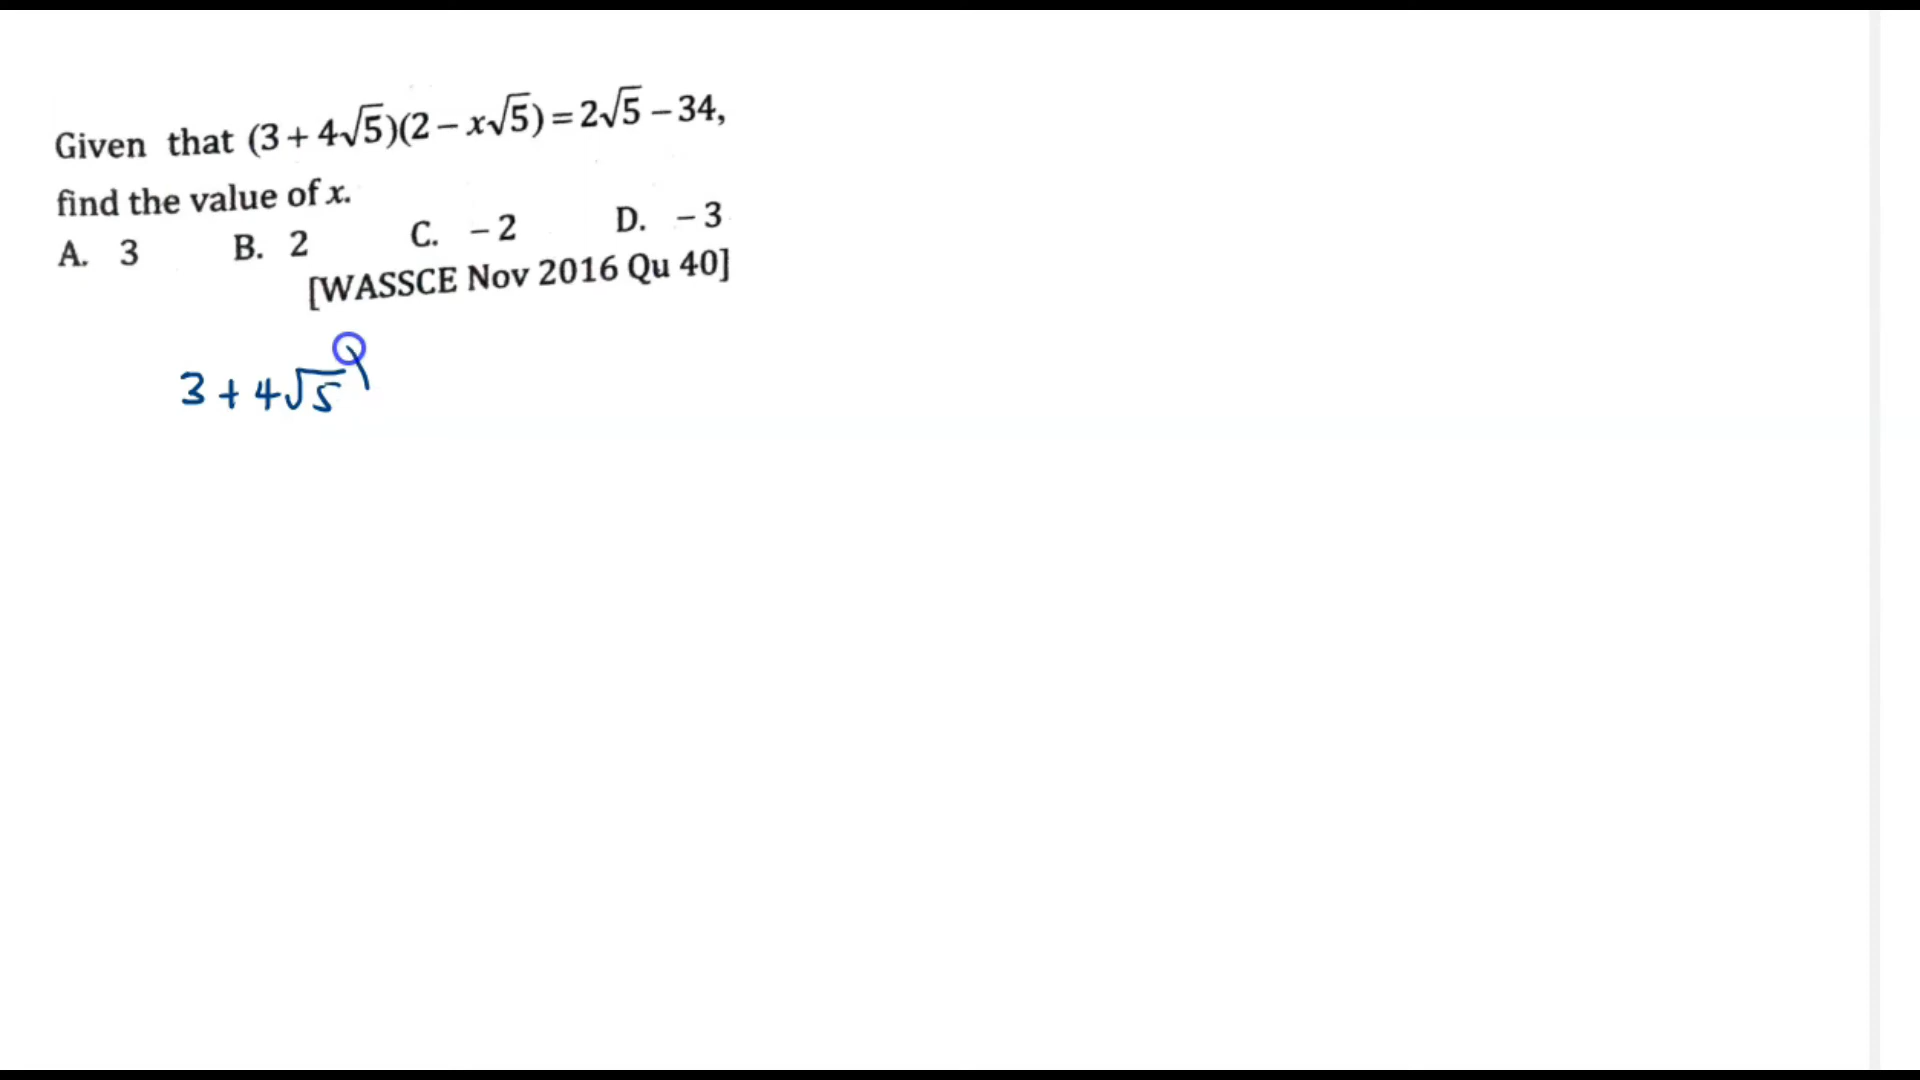 Given that (3 + 4√5)(2 – x√5) = 2√5 – 34,
find the value of x.
A. 3 B. 2 C. – 2 D. – 3
[WASSCE Nov 2016 Qu 40]
3 + 4√5